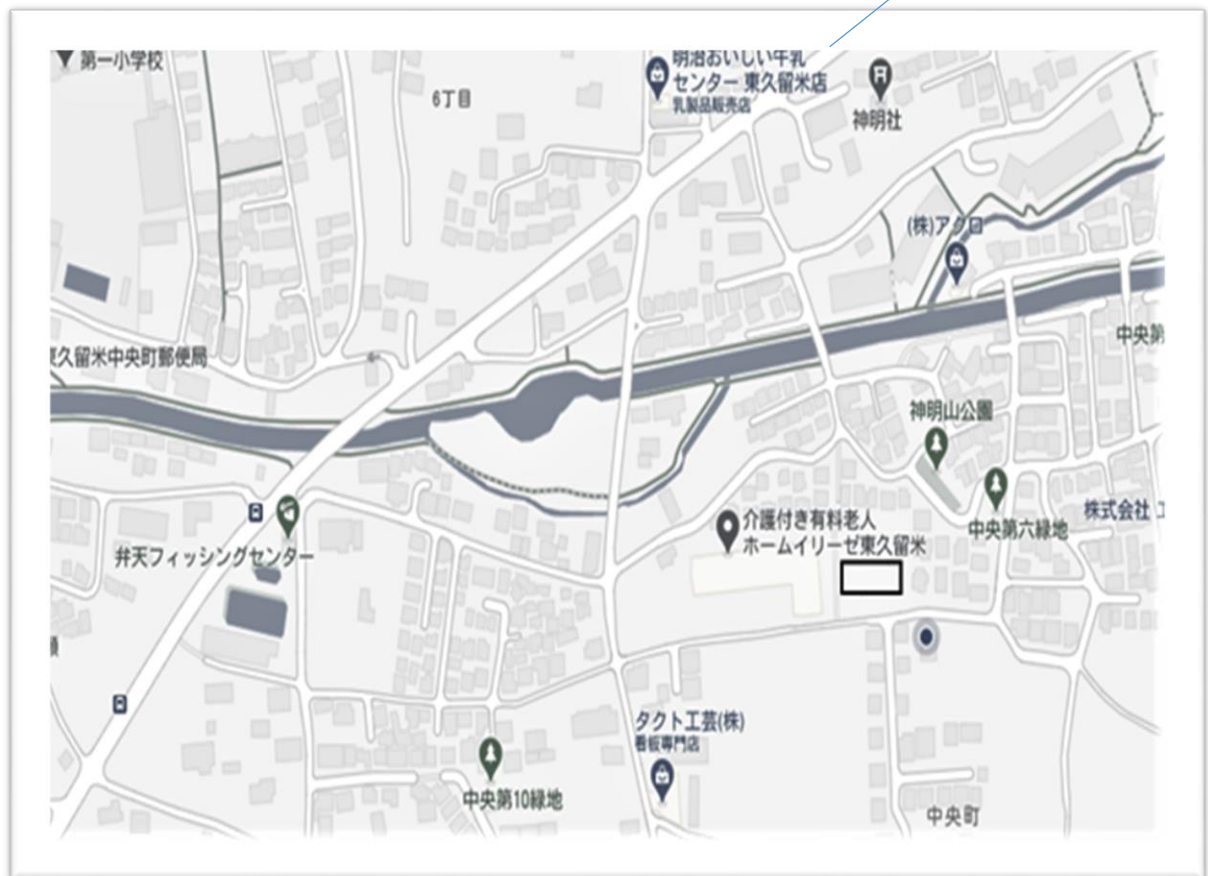 第一小学校
6丁目
明治おいしい牛乳
センター 東久留米店
乳製品販売店
神明社
(株)アクロ
久留米中央町郵便局
中央第
神明山公園
介護付き有料老人
ホームイリーゼ東久留米
中央第六緑地
株式会社
弁天フィッシングセンター
タクト工芸(株)
看板専門店
中央第10緑地
中央町